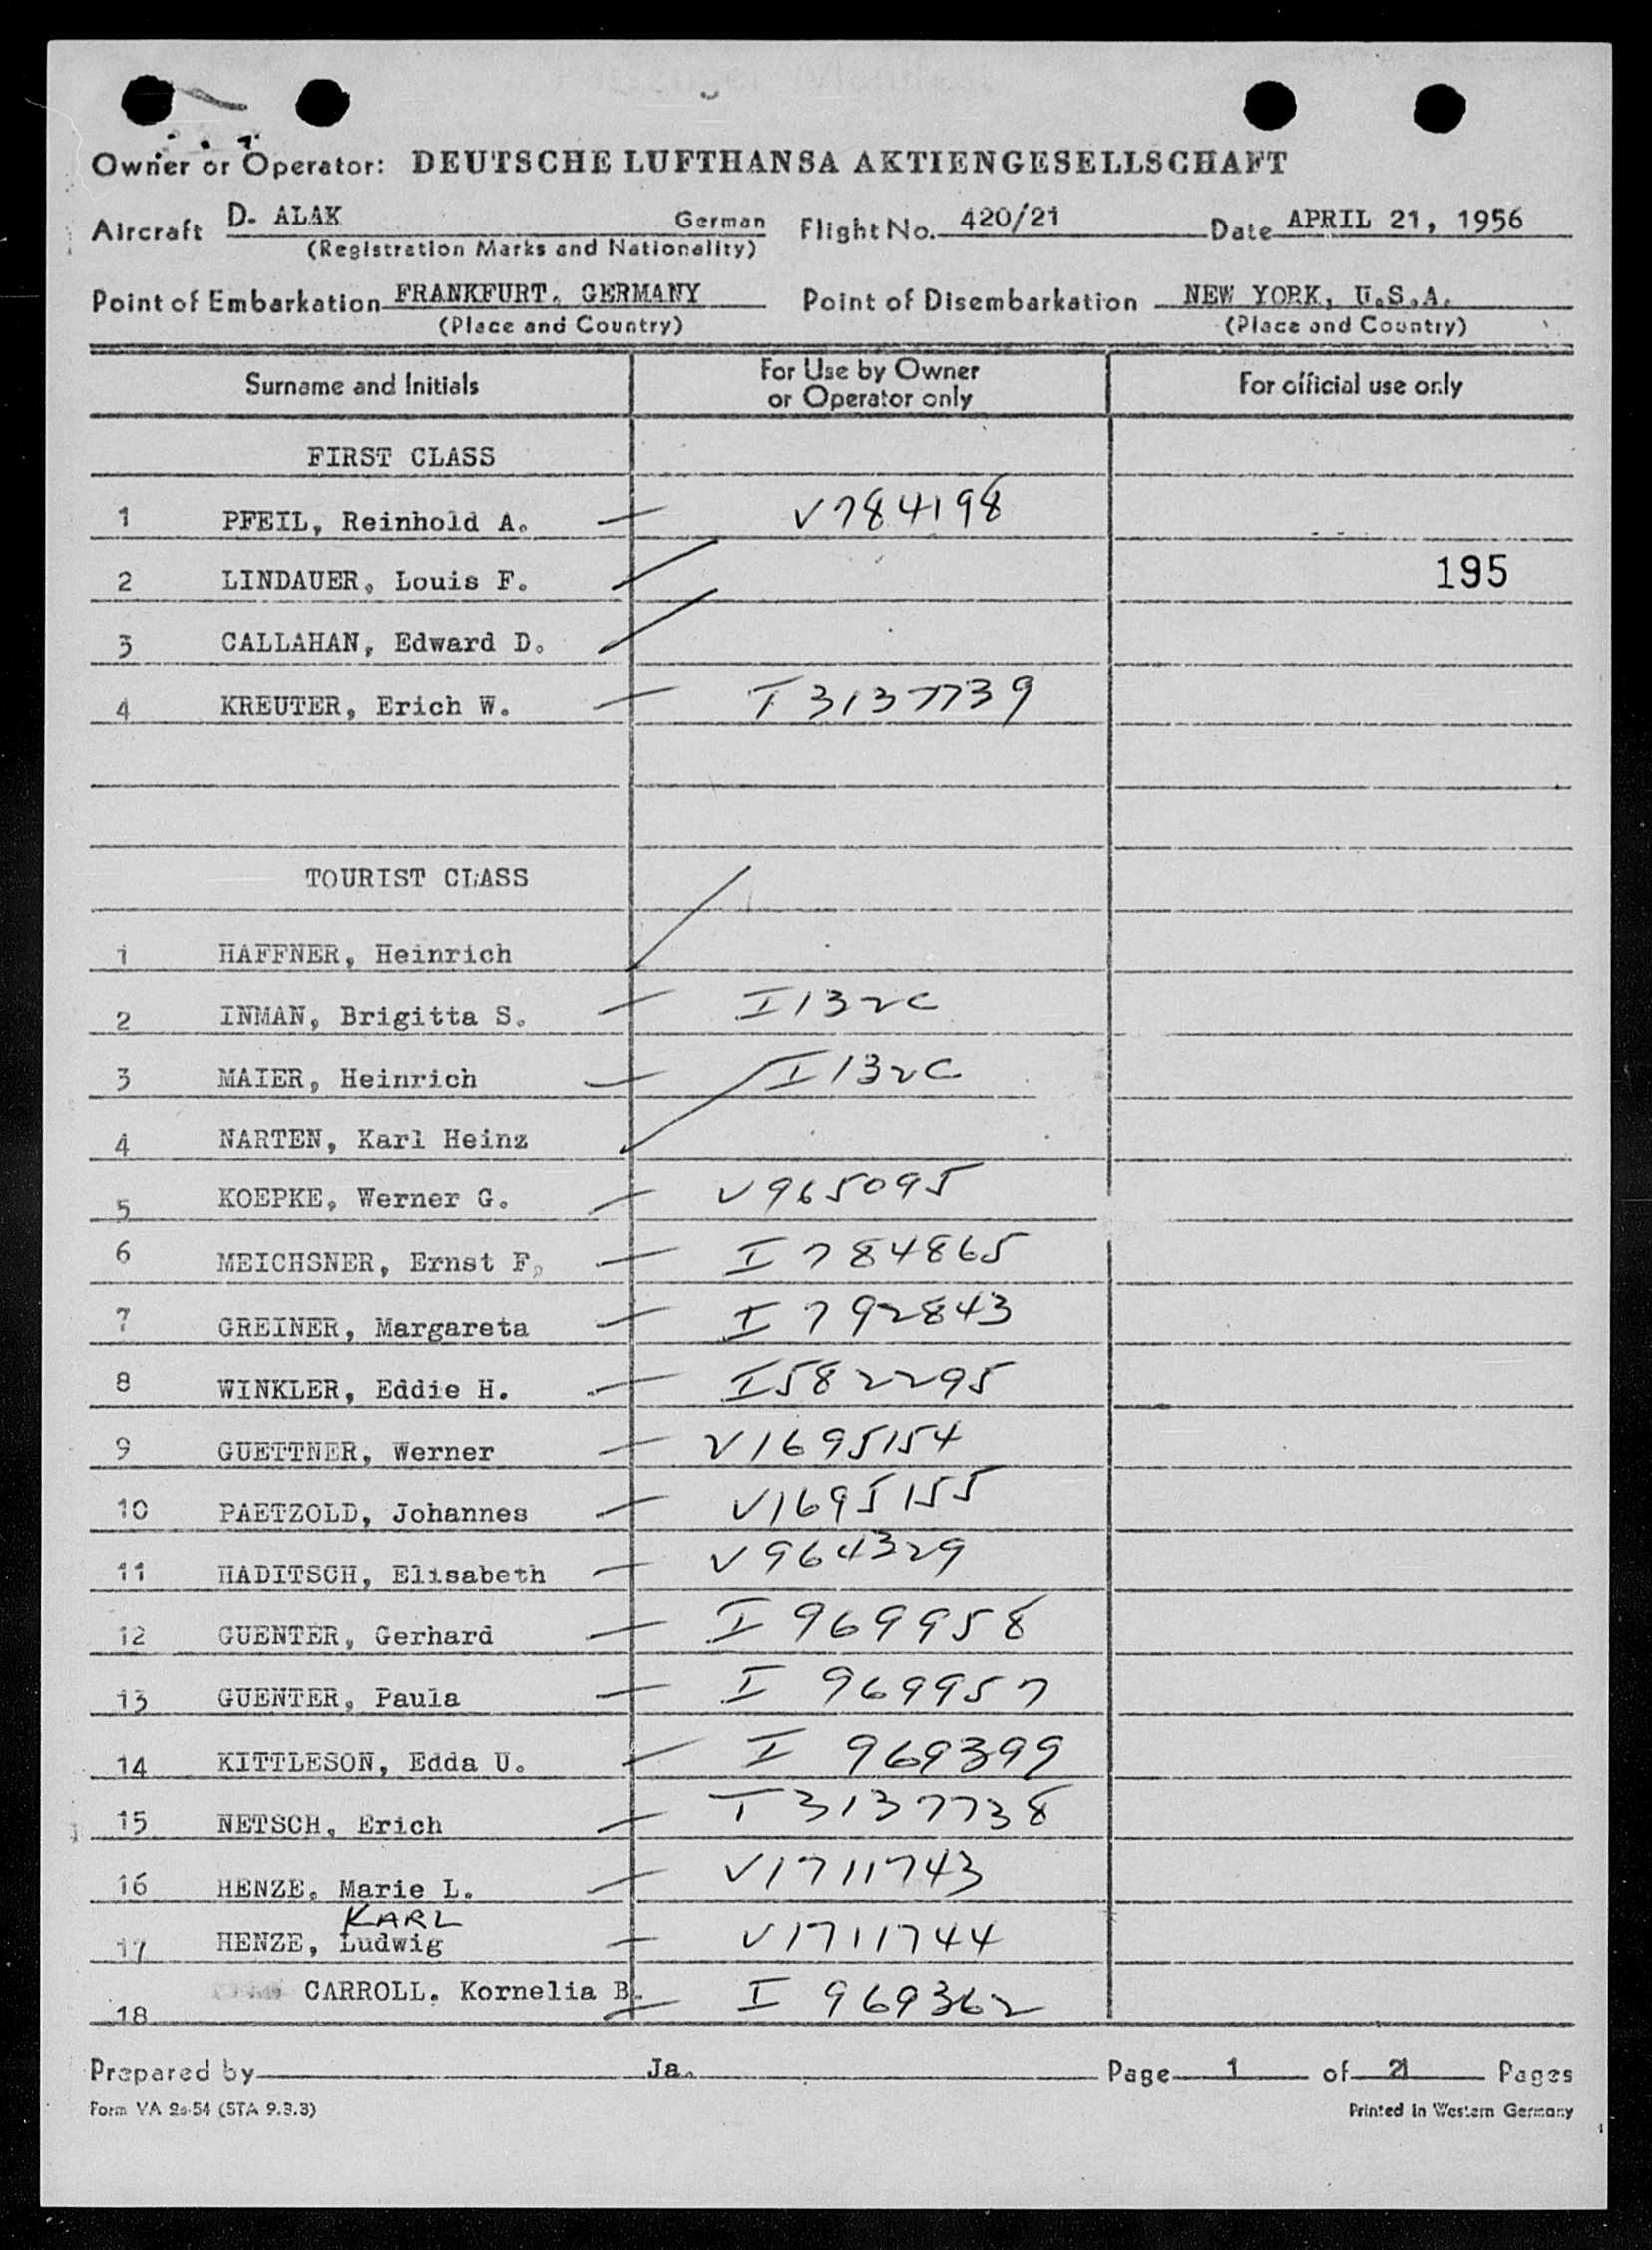 Owner or Operator: DEUTSCHE LUFTHANSA AKTIENGESELLSCHAFT
Aircraft D. ALAK German Flight No. 420/21 Date APRIL 21, 1956
(Registration Marks and Nationality)
Point of Embarkation FRANKFURT, GERMANY Point of Disembarkation NEW YORK, U.S.A.
(Place and Country) (Place and Country)
Surname and Initials For Use by Owner or Operator only For official use only
FIRST CLASS
1 PFEIL, Reinhold A. — V784198
2 LINDAUER, Louis F. 195
3 CALLAHAN, Edward D.
4 KREUTER, Erich W. — T3137739
TOURIST CLASS
1 HAFFNER, Heinrich
2 INMAN, Brigitta S. — I132C
3 MAIER, Heinrich — I132C
4 NARTEN, Karl Heinz
5 KOEPKE, Werner G. — V965095
6 MEICHSNER, Ernst F. — I784865
7 GREINER, Margareta — I792843
8 WINKLER, Eddie H. — I582295
9 GUETTNER, Werner — V1695154
10 PAETZOLD, Johannes — V1695155
11 HADITSCH, Elisabeth — V964329
12 GUENTER, Gerhard — I969958
13 GUENTER, Paula — I969957
14 KITTLESON, Edda U. — I969399
15 NETSCH, Erich — T3137738
16 HENZE, Marie L. — V1711743
KARL
17 HENZE, Ludwig — V1711744
18 CARROLL, Kornelia B. — I969362
Prepared by Ja. Page 1 of 21 Pages
Form VA 2a-54 (STA 9.3.3) Printed in Western Germany